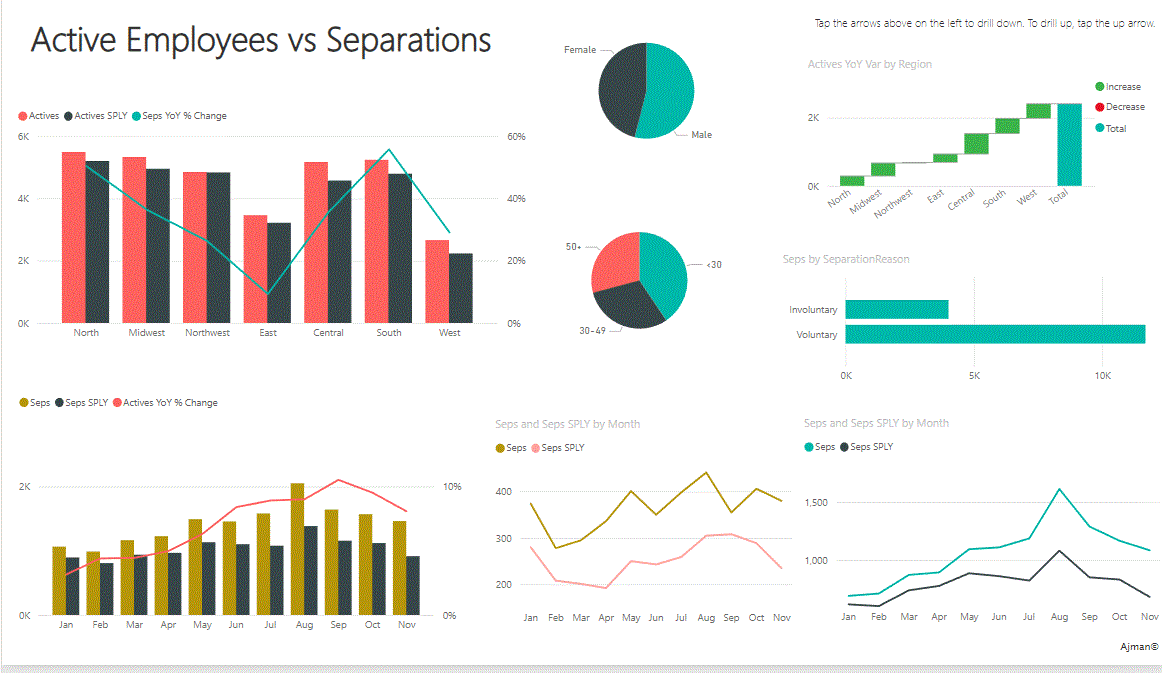 Active Employees vs Separations
Tap the arrows above on the left to drill down. To drill up, tap the up arrow.
Actives Actives SPLY Seps YoY % Change
6K
4K
2K
0K
60%
40%
20%
0%
North Midwest Northwest East Central South West
Female
Male
50+
<30
30-49
Actives YoY Var by Region
Increase
Decrease
Total
2K
0K
North Midwest Northwest East Central South West Total
Seps by SeparationReason
Involuntary
Voluntary
0K 5K 10K
Seps Seps SPLY Actives YoY % Change
2K
0K
10%
0%
Jan Feb Mar Apr May Jun Jul Aug Sep Oct Nov
Seps and Seps SPLY by Month
Seps Seps SPLY
400
300
200
Jan Feb Mar Apr May Jun Jul Aug Sep Oct Nov
Seps and Seps SPLY by Month
Seps Seps SPLY
1,500
1,000
Jan Feb Mar Apr May Jun Jul Aug Sep Oct Nov
Ajman©